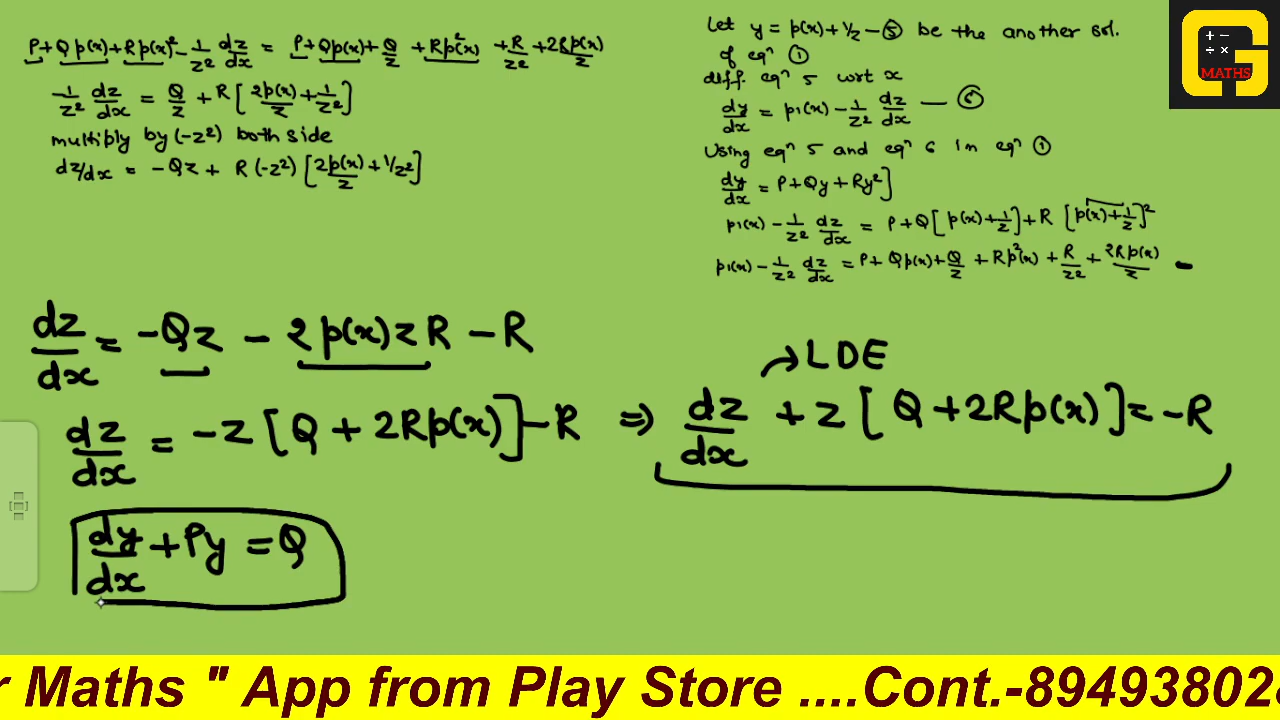 P+Qp(x)+Rp(x)²-1/z² dz/dx = P+Qp(x)+Q/z+Rp²(x)+R/z²+2Rp(x)/z
-1/z² dz/dx = Q/z + R[2p(x)/z+1/z²]
multiply by (-z²) both side
dz/dx = -Qz + R(-z²)[2p(x)/z+1/z²]
Let y = p(x)+1/z-⑤ be the another sol.
of eqⁿ ①
diff. eqⁿ 5 wrt x
dy/dx = p1(x)-1/z² dz/dx — ⑥
Using eqⁿ 5 and eqⁿ 6 in eqⁿ ①
dy/dx = P+Qy+Ry²]
p1(x)-1/z² dz/dx = P+Q[p(x)+1/z]+R[p(x)+1/z]²
p1(x)-1/z² dz/dx = P+Qp(x)+Q/z+Rp²(x)+R/z²+2Rp(x)/z -
+ -
÷ ×
MATHS
dz/dx = -Qz - 2p(x)zR - R
dz/dx = -z[Q+2Rp(x)]-R ⇒ dz/dx + z[Q+2Rp(x)]=-R
→LDE
dy/dx+Py=Q
r Maths " App from Play Store ....Cont.-89493802